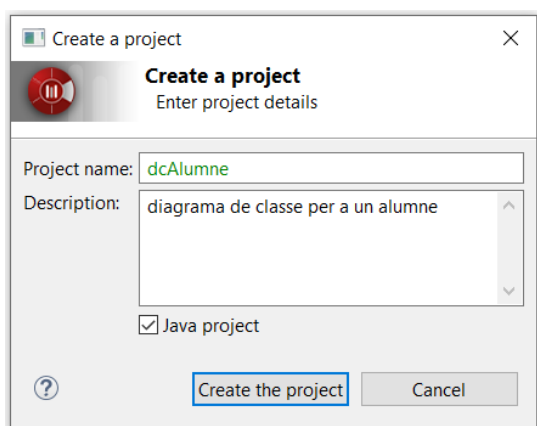 Create a project
Create a project
Enter project details
Project name: dcAlumne
Description: diagrama de classe per a un alumne
Java project
Create the project Cancel